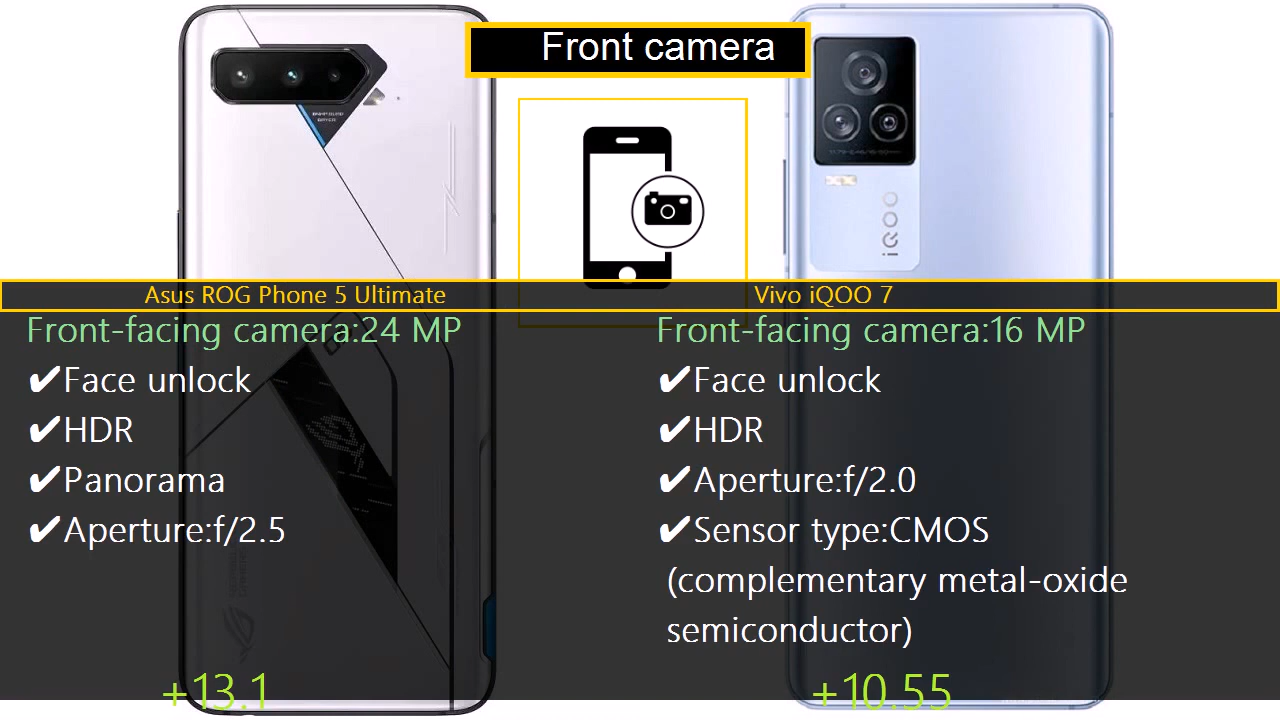 Front camera
iQOO
Asus ROG Phone 5 Ultimate
Vivo iQOO 7
Front-facing camera:24 MP
✔Face unlock
✔HDR
✔Panorama
✔Aperture:f/2.5
+13.1
Front-facing camera:16 MP
✔Face unlock
✔HDR
✔Aperture:f/2.0
✔Sensor type:CMOS
(complementary metal-oxide
semiconductor)
+10.55